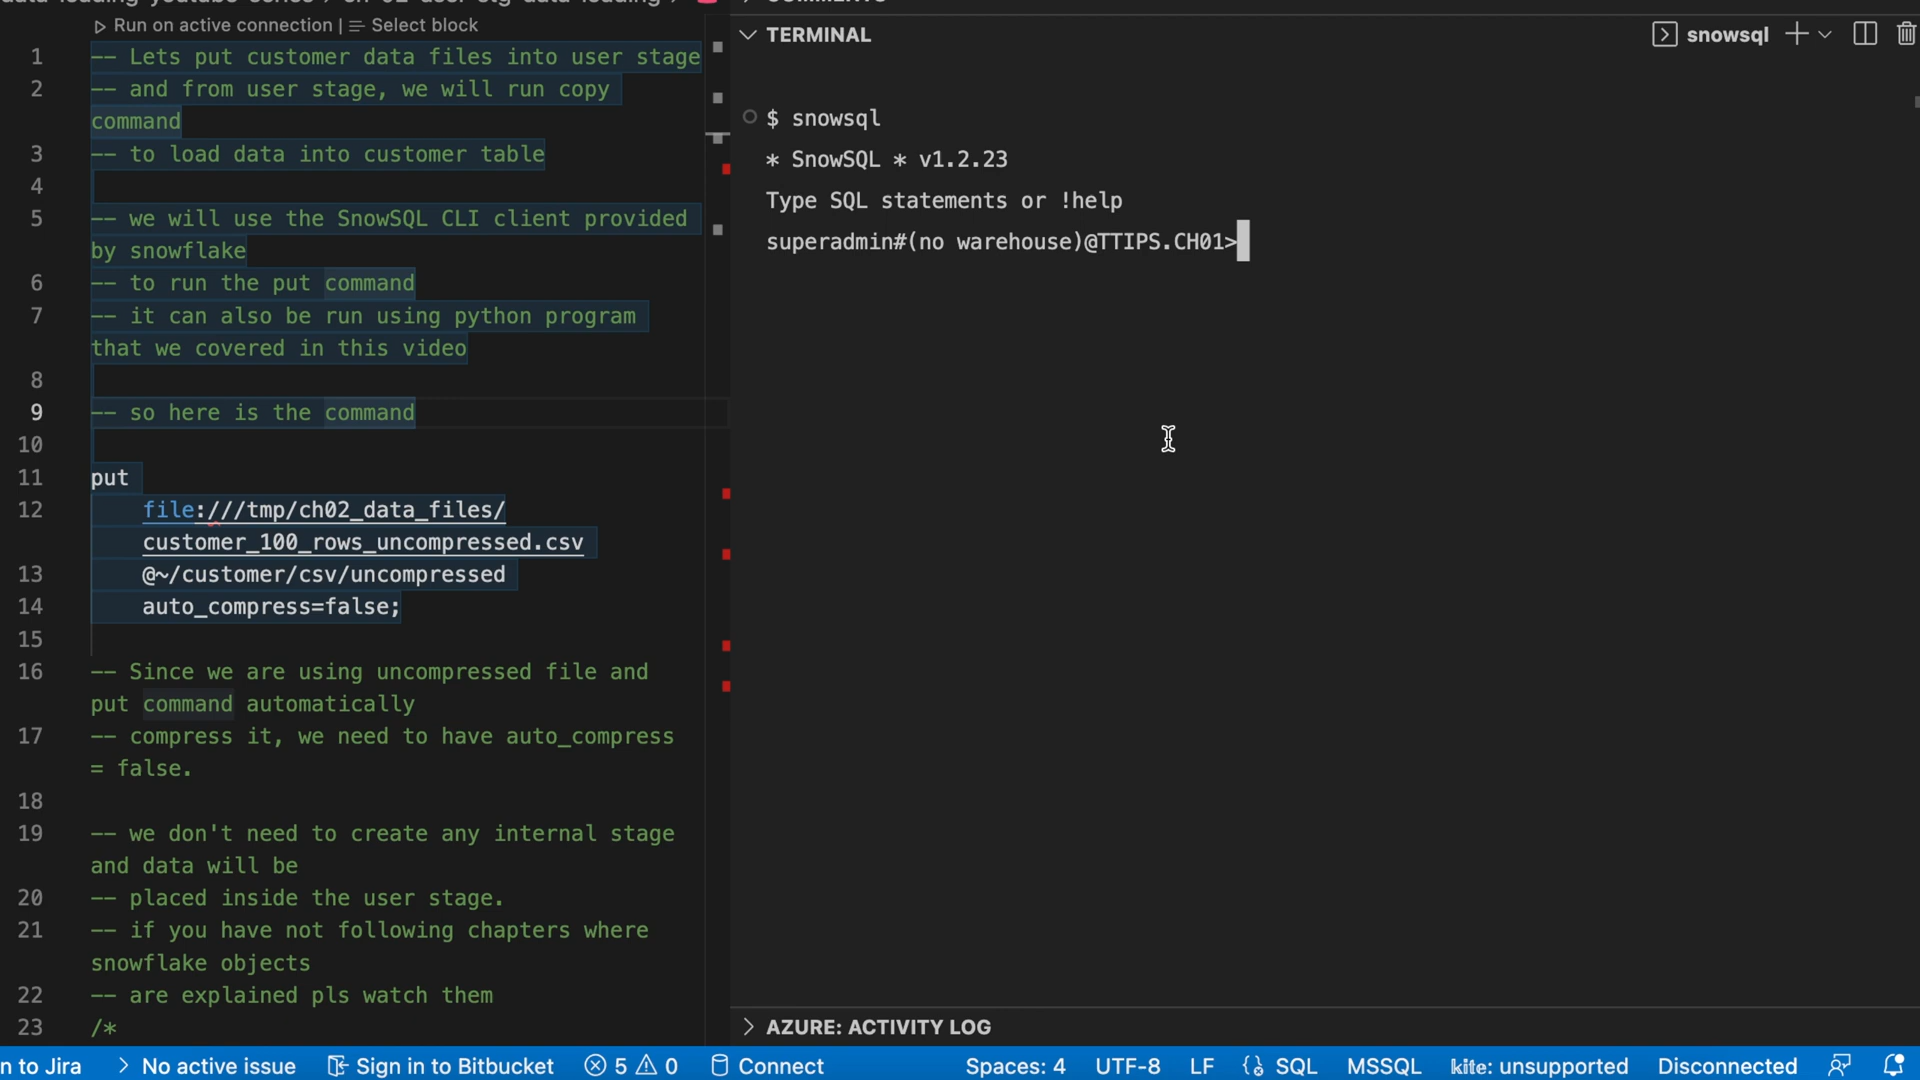 Run on active connection | Select block
1 -- Lets put customer data files into user stage
2 -- and from user stage, we will run copy
command
3 -- to load data into customer table
4
5 -- we will use the SnowSQL CLI client provided
by snowflake
6 -- to run the put command
7 -- it can also be run using python program
that we covered in this video
8
9 -- so here is the command
10
11 put
12 file:///tmp/ch02_data_files/
customer_100_rows_uncompressed.csv
13 @~/customer/csv/uncompressed
14 auto_compress=false;
15
16 -- Since we are using uncompressed file and
put command automatically
17 -- compress it, we need to have auto_compress
= false.
18
19 -- we don't need to create any internal stage
and data will be
20 -- placed inside the user stage.
21 -- if you have not following chapters where
snowflake objects
22 -- are explained pls watch them
23 /*
TERMINAL
snowsql
$ snowsql
* SnowSQL * v1.2.23
Type SQL statements or !help
superadmin#(no warehouse)@TTIPS.CH01>
AZURE: ACTIVITY LOG
n to Jira No active issue Sign in to Bitbucket 5 0 Connect Spaces: 4 UTF-8 LF SQL MSSQL kite: unsupported Disconnected